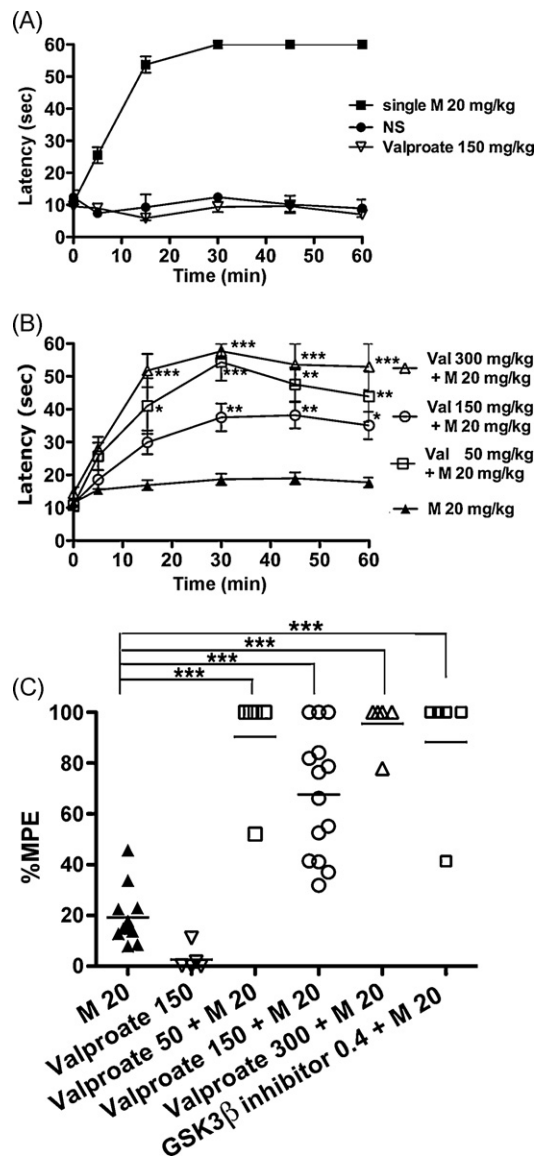 (A)
60
50
40
30
20
10
0
Latency (sec)
0 10 20 30 40 50 60
Time (min)
single M 20 mg/kg
NS
Valproate 150 mg/kg
(B)
60
50
40
30
20
10
0
Latency (sec)
0 10 20 30 40 50 60
Time (min)
*** *** *** ***
* *** ** **
** ** *
Val 300 mg/kg
+ M 20 mg/kg
Val 150 mg/kg
+ M 20 mg/kg
Val 50 mg/kg
+ M 20 mg/kg
M 20 mg/kg
(C)
***
***
***
***
100
80
60
40
20
0
%MPE
M 20
Valproate 150
Valproate 50 + M 20
Valproate 150 + M 20
Valproate 300 + M 20
GSK3β inhibitor 0.4 + M 20